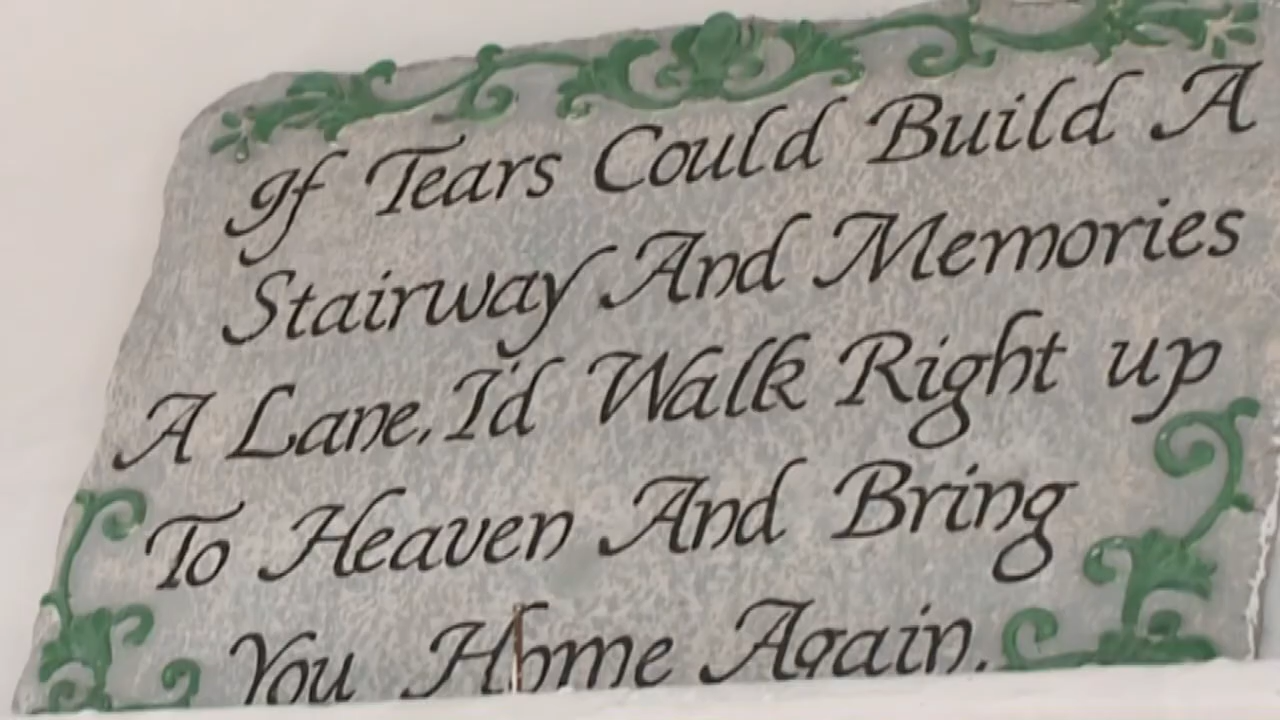 If Tears Could Build A
Stairway And Memories
A Lane, I'd Walk Right up
To Heaven And Bring
You Home Again.